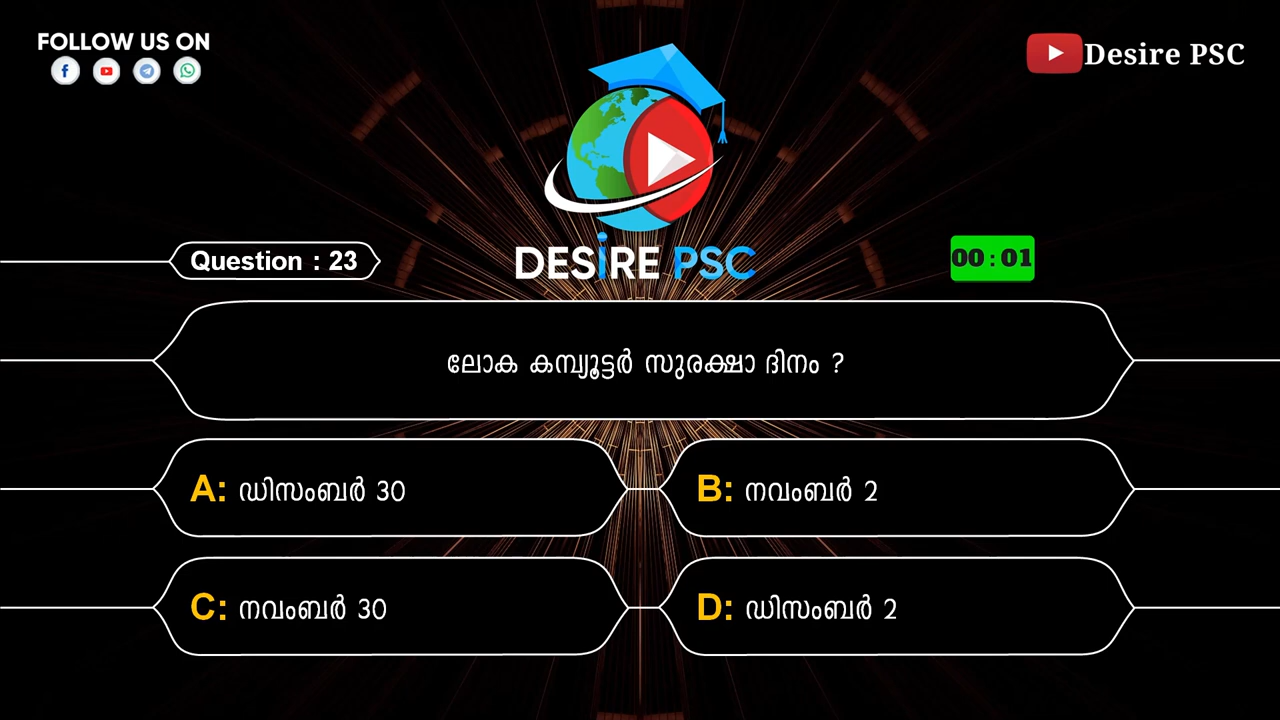 FOLLOW US ON
Desire PSC
DESiRE PSC
Question : 23
00:01
ലോക കമ്പ്യൂട്ടർ സുരക്ഷാ ദിനം ?
A: ഡിസംബർ 30
B: നവംബർ 2
C: നവംബർ 30
D: ഡിസംബർ 2